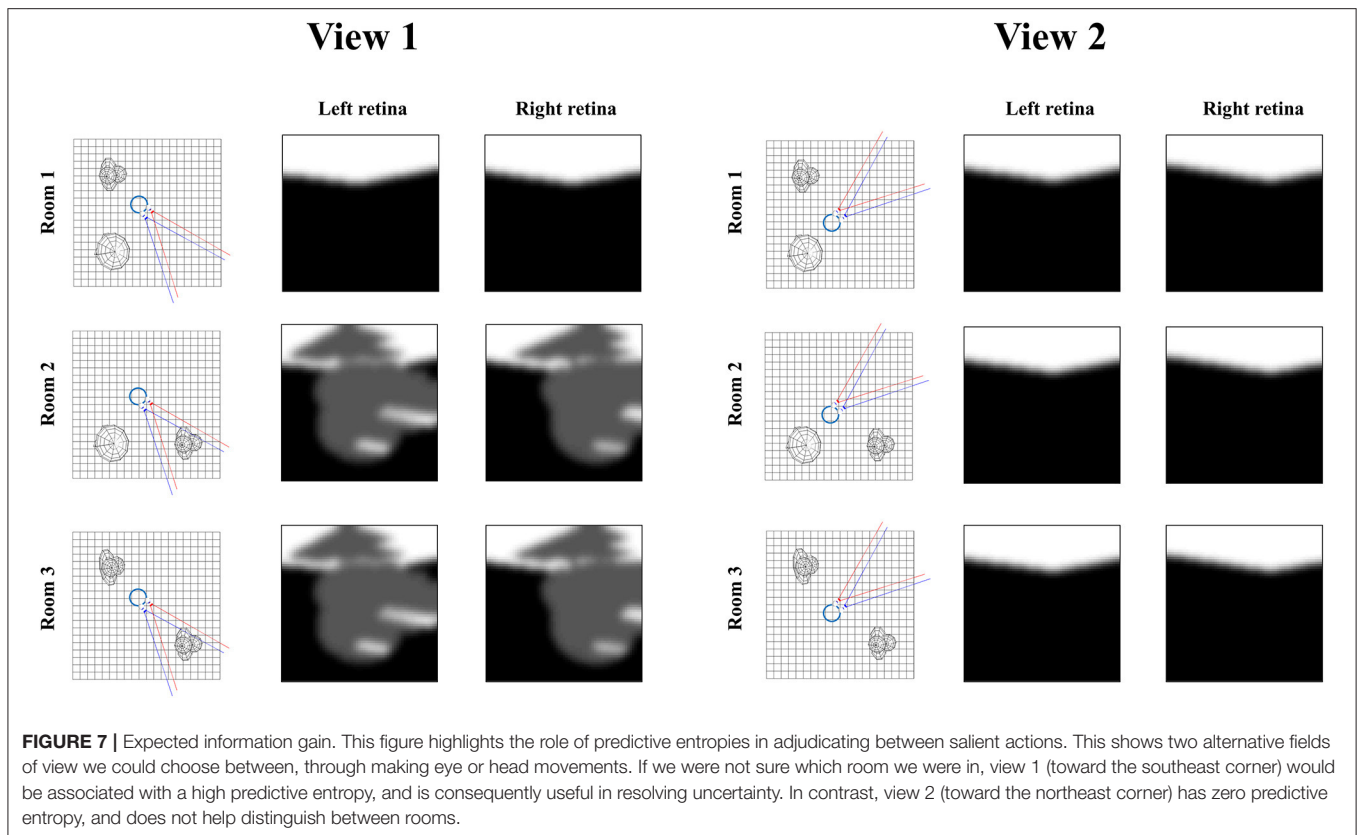 View 1
View 2
Left retina
Right retina
Left retina
Right retina
Room 1
Room 1
Room 2
Room 2
Room 3
Room 3
FIGURE 7 | Expected information gain. This figure highlights the role of predictive entropies in adjudicating between salient actions. This shows two alternative fields
of view we could choose between, through making eye or head movements. If we were not sure which room we were in, view 1 (toward the southeast corner) would
be associated with a high predictive entropy, and is consequently useful in resolving uncertainty. In contrast, view 2 (toward the northeast corner) has zero predictive
entropy, and does not help distinguish between rooms.